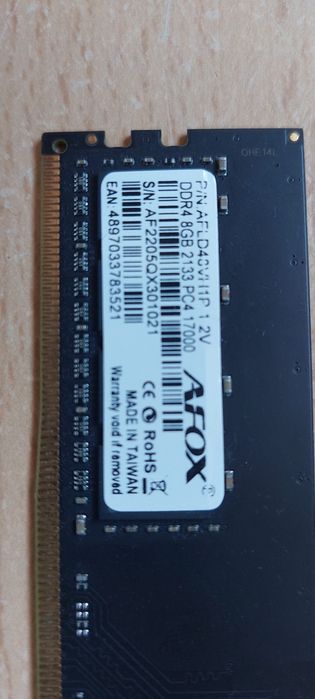 P/N:AFLD48VH1P 1.2V
DDR4 8GB 2133 PC4 17000
S/N: AF2205QX301021
EAN: 4897033783521
AFOX ®
CE RoHS
MADE IN TAIWAN
Warranty void if removed